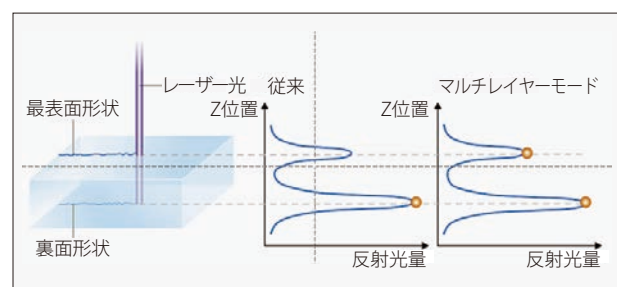 レーザー光
従来
マルチレイヤーモード
最表面形状
Z位置
Z位置
裏面形状
反射光量
反射光量